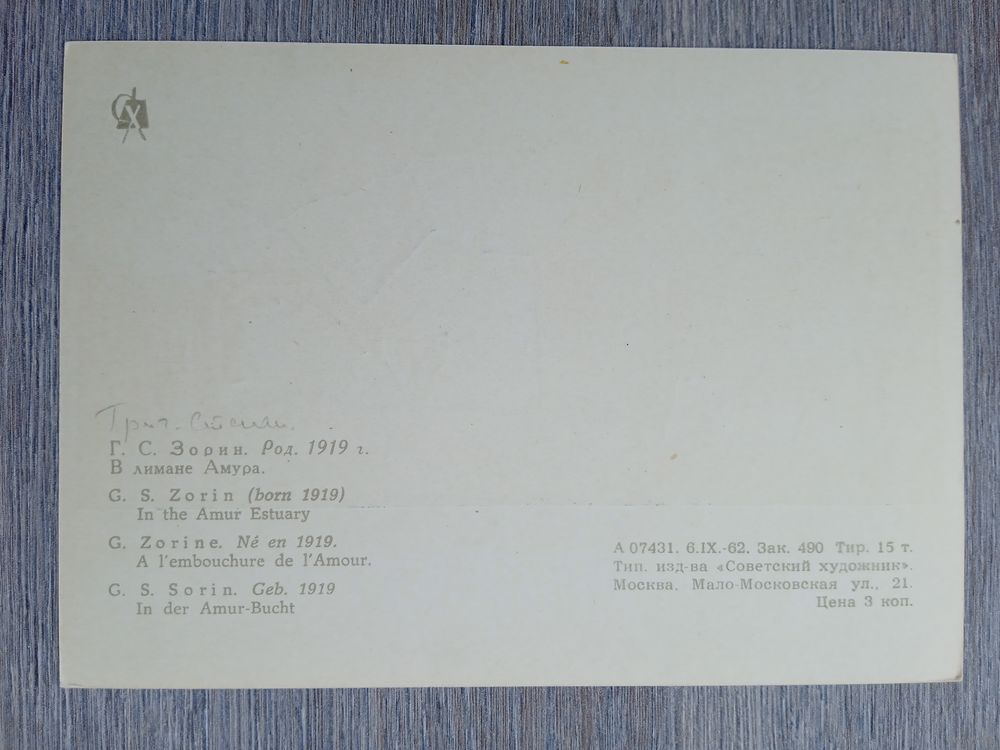 Григ. Степан.
Г. С. Зорин. Род. 1919 г.
В лимане Амура.
G. S. Zorin (born 1919)
In the Amur Estuary
G. Zorine. Né en 1919.
A l'embouchure de l'Amour.
G. S. Sorin. Geb. 1919
In der Amur-Bucht
А 07431. 6.IX.-62. Зак. 490 Тир. 15 т.
Тип. изд-ва «Советский художник».
Москва, Мало-Московская ул., 21.
Цена 3 коп.